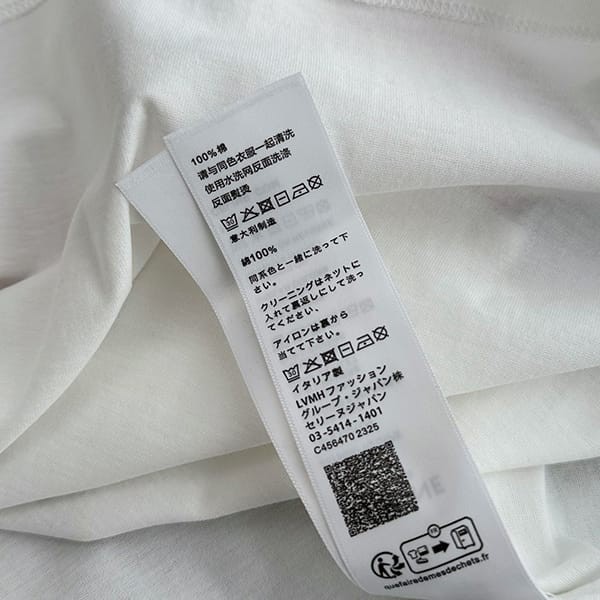 100%棉
请与同色衣服一起清洗
使用水洗网反面洗涤
反面熨烫
30
意大利制造
綿100%
同系色と一緒に洗って下
さい。
クリーニングはネットに
入れて裏返しにして洗っ
てください、
アイロンは裏から
当てて下さい。
30
イタリア製
LVMHファッション
グループ・ジャパン株
セリーヌジャパン
03-5414-1401
C456470 2325
FR
quefairedemesdechets.fr